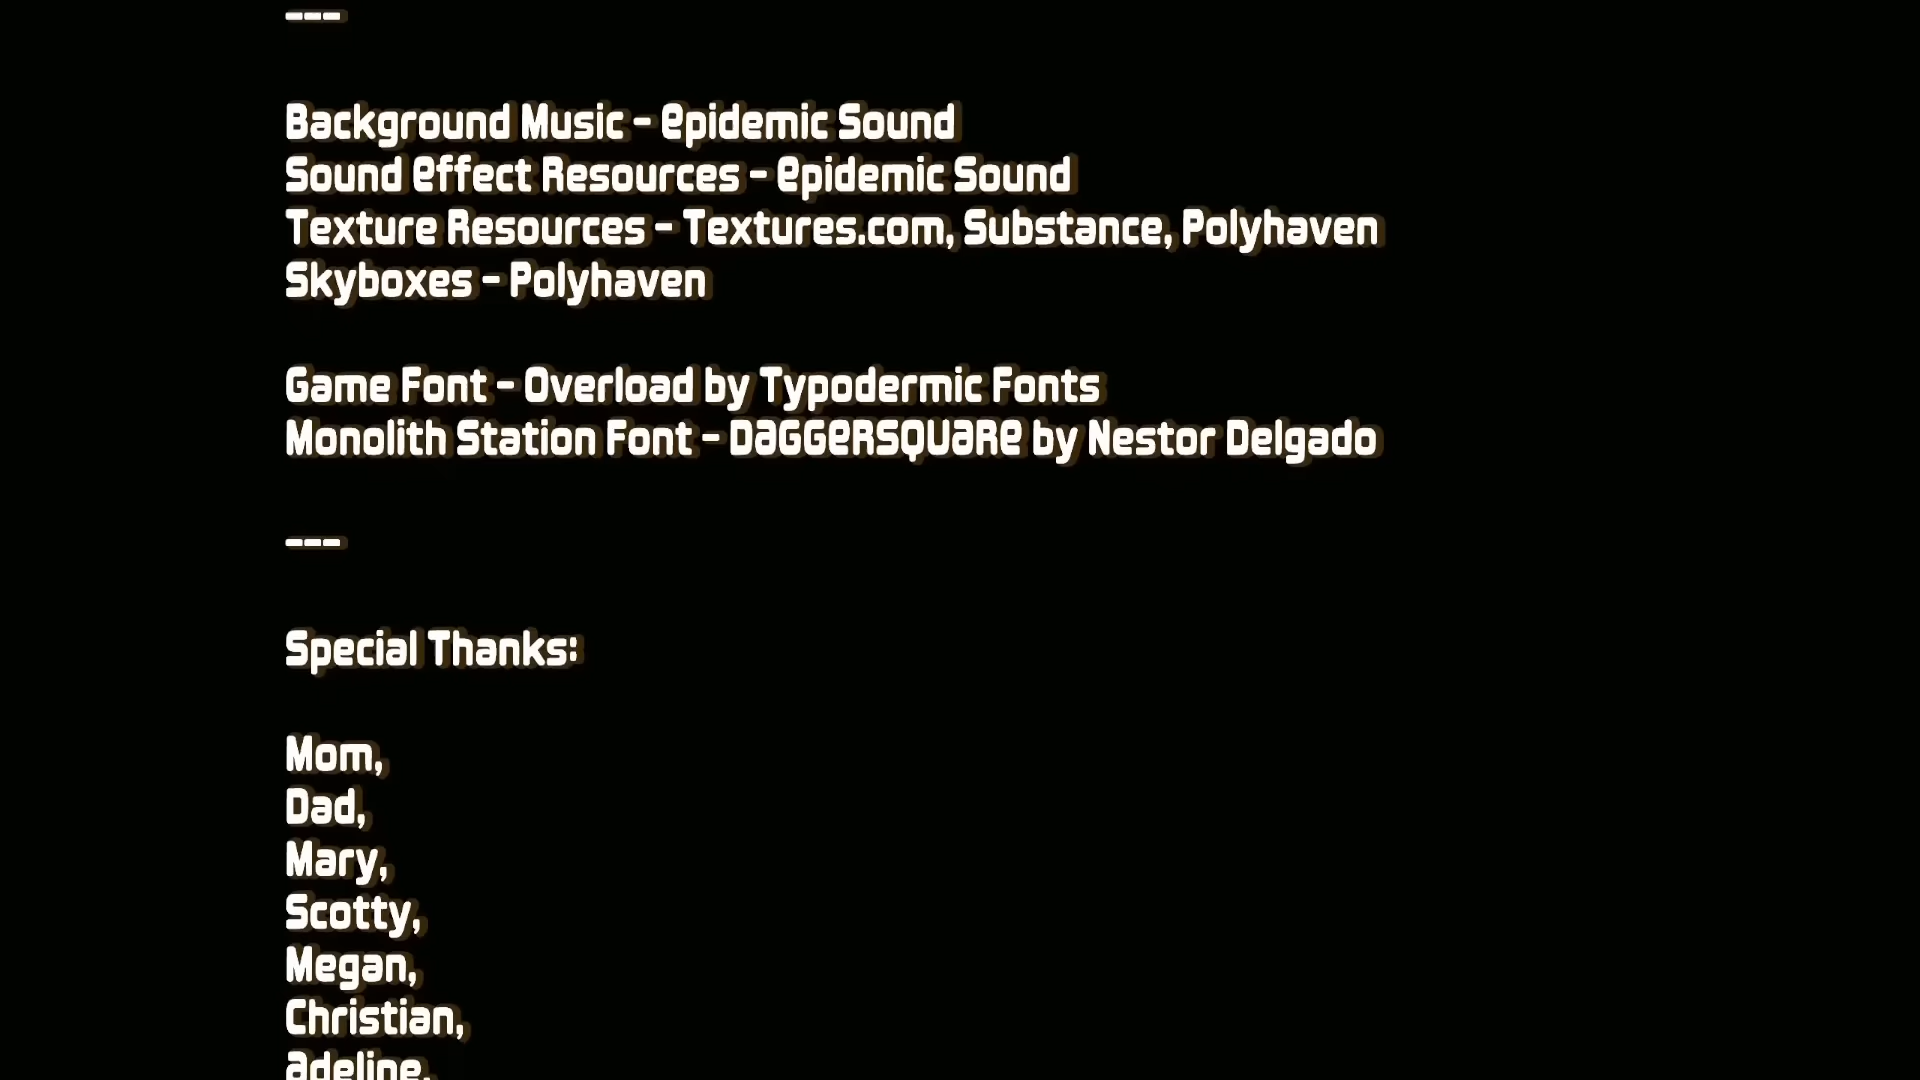 ---
Background Music - Epidemic Sound
Sound Effect Resources - Epidemic Sound
Texture Resources - Textures.com, Substance, Polyhaven
Skyboxes - Polyhaven
Game Font - Overload by Typodermic Fonts
Monolith Station Font - DAGGERSQUARE by Nestor Delgado
---
Special Thanks:
Mom,
Dad,
Mary,
Scotty,
Megan,
Christian,
Adeline,